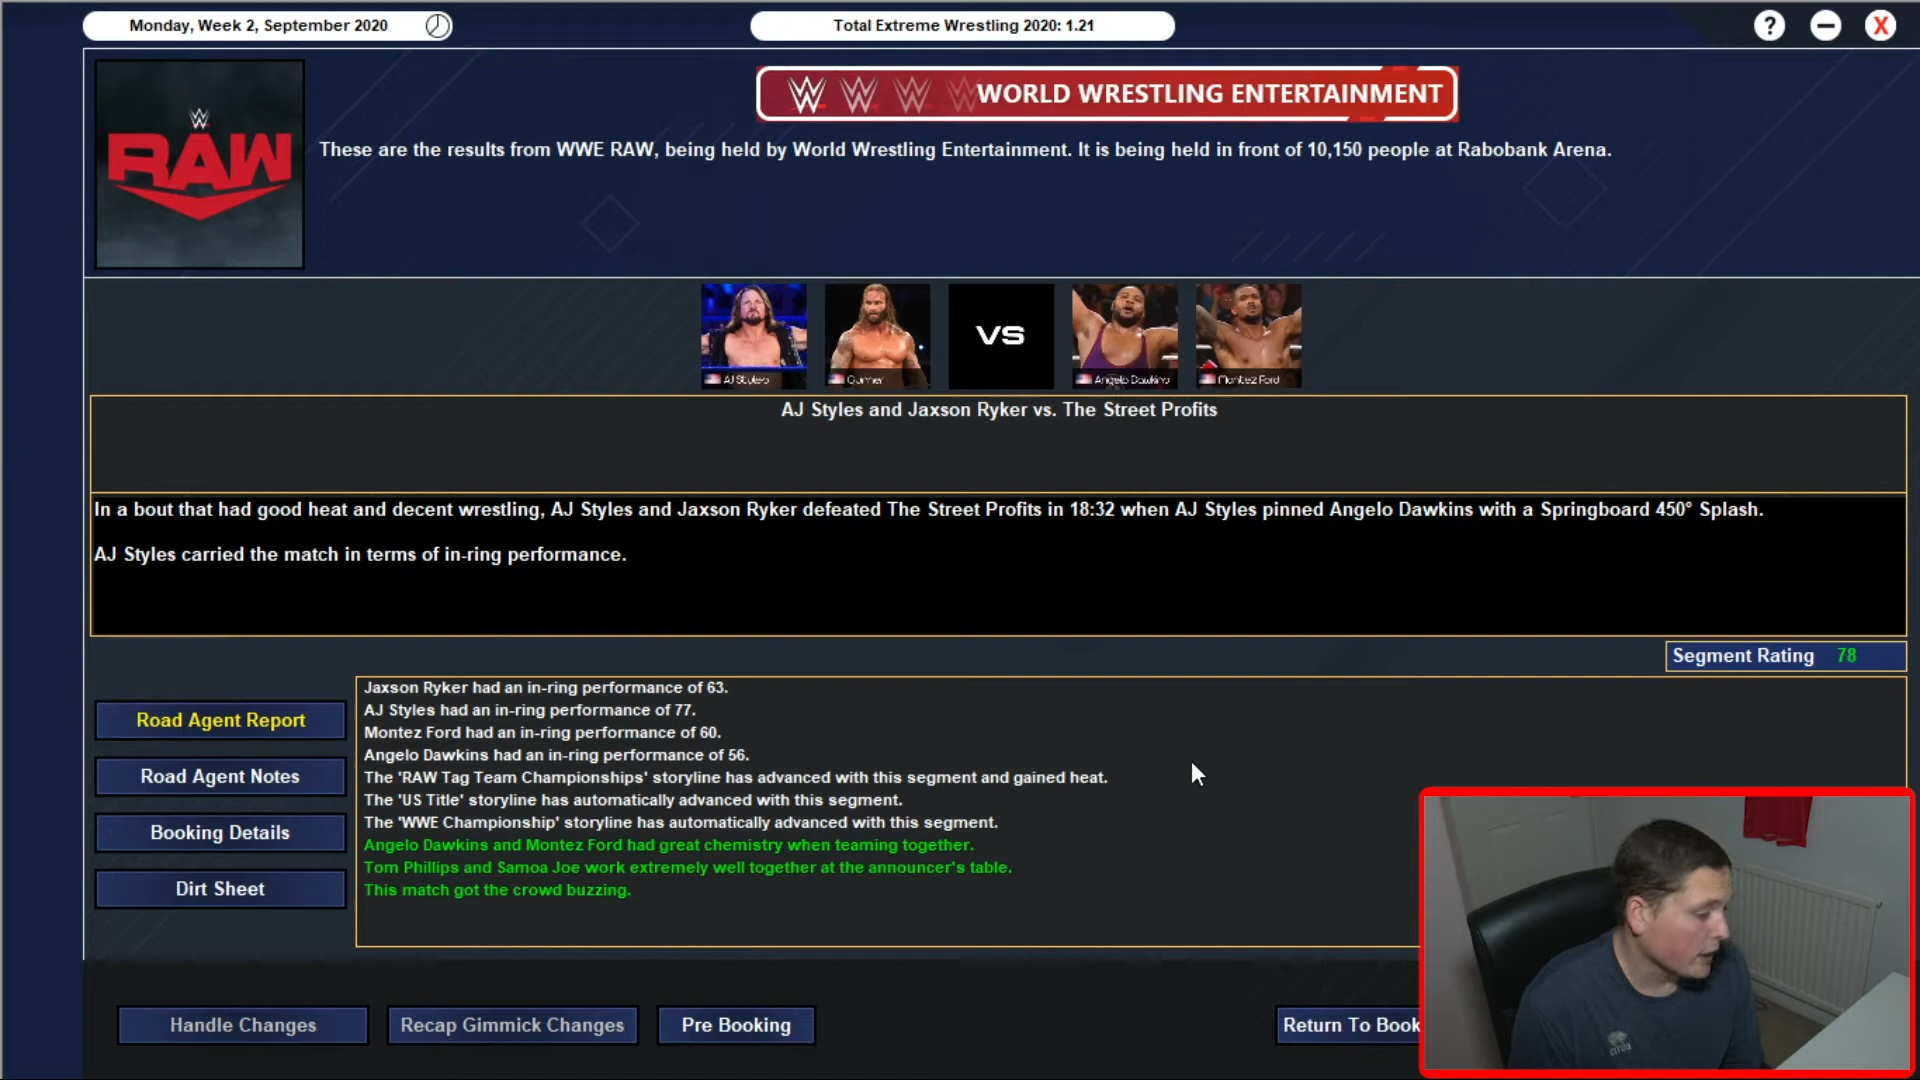 Monday, Week 2, September 2020
Total Extreme Wrestling 2020: 1.21
?
X
RAW
WORLD WRESTLING ENTERTAINMENT
These are the results from WWE RAW, being held by World Wrestling Entertainment. It is being held in front of 10,150 people at Rabobank Arena.
VS
AJ Styles
Gunner
Angelo Dawkins
Montez Ford
AJ Styles and Jaxson Ryker vs. The Street Profits
In a bout that had good heat and decent wrestling, AJ Styles and Jaxson Ryker defeated The Street Profits in 18:32 when AJ Styles pinned Angelo Dawkins with a Springboard 450° Splash.
AJ Styles carried the match in terms of in-ring performance.
Segment Rating 78
Road Agent Report
Road Agent Notes
Booking Details
Dirt Sheet
Jaxson Ryker had an in-ring performance of 63.
AJ Styles had an in-ring performance of 77.
Montez Ford had an in-ring performance of 60.
Angelo Dawkins had an in-ring performance of 56.
The 'RAW Tag Team Championships' storyline has advanced with this segment and gained heat.
The 'US Title' storyline has automatically advanced with this segment.
The 'WWE Championship' storyline has automatically advanced with this segment.
Angelo Dawkins and Montez Ford had great chemistry when teaming together.
Tom Phillips and Samoa Joe work extremely well together at the announcer's table.
This match got the crowd buzzing.
Handle Changes
Recap Gimmick Changes
Pre Booking
Return To Book